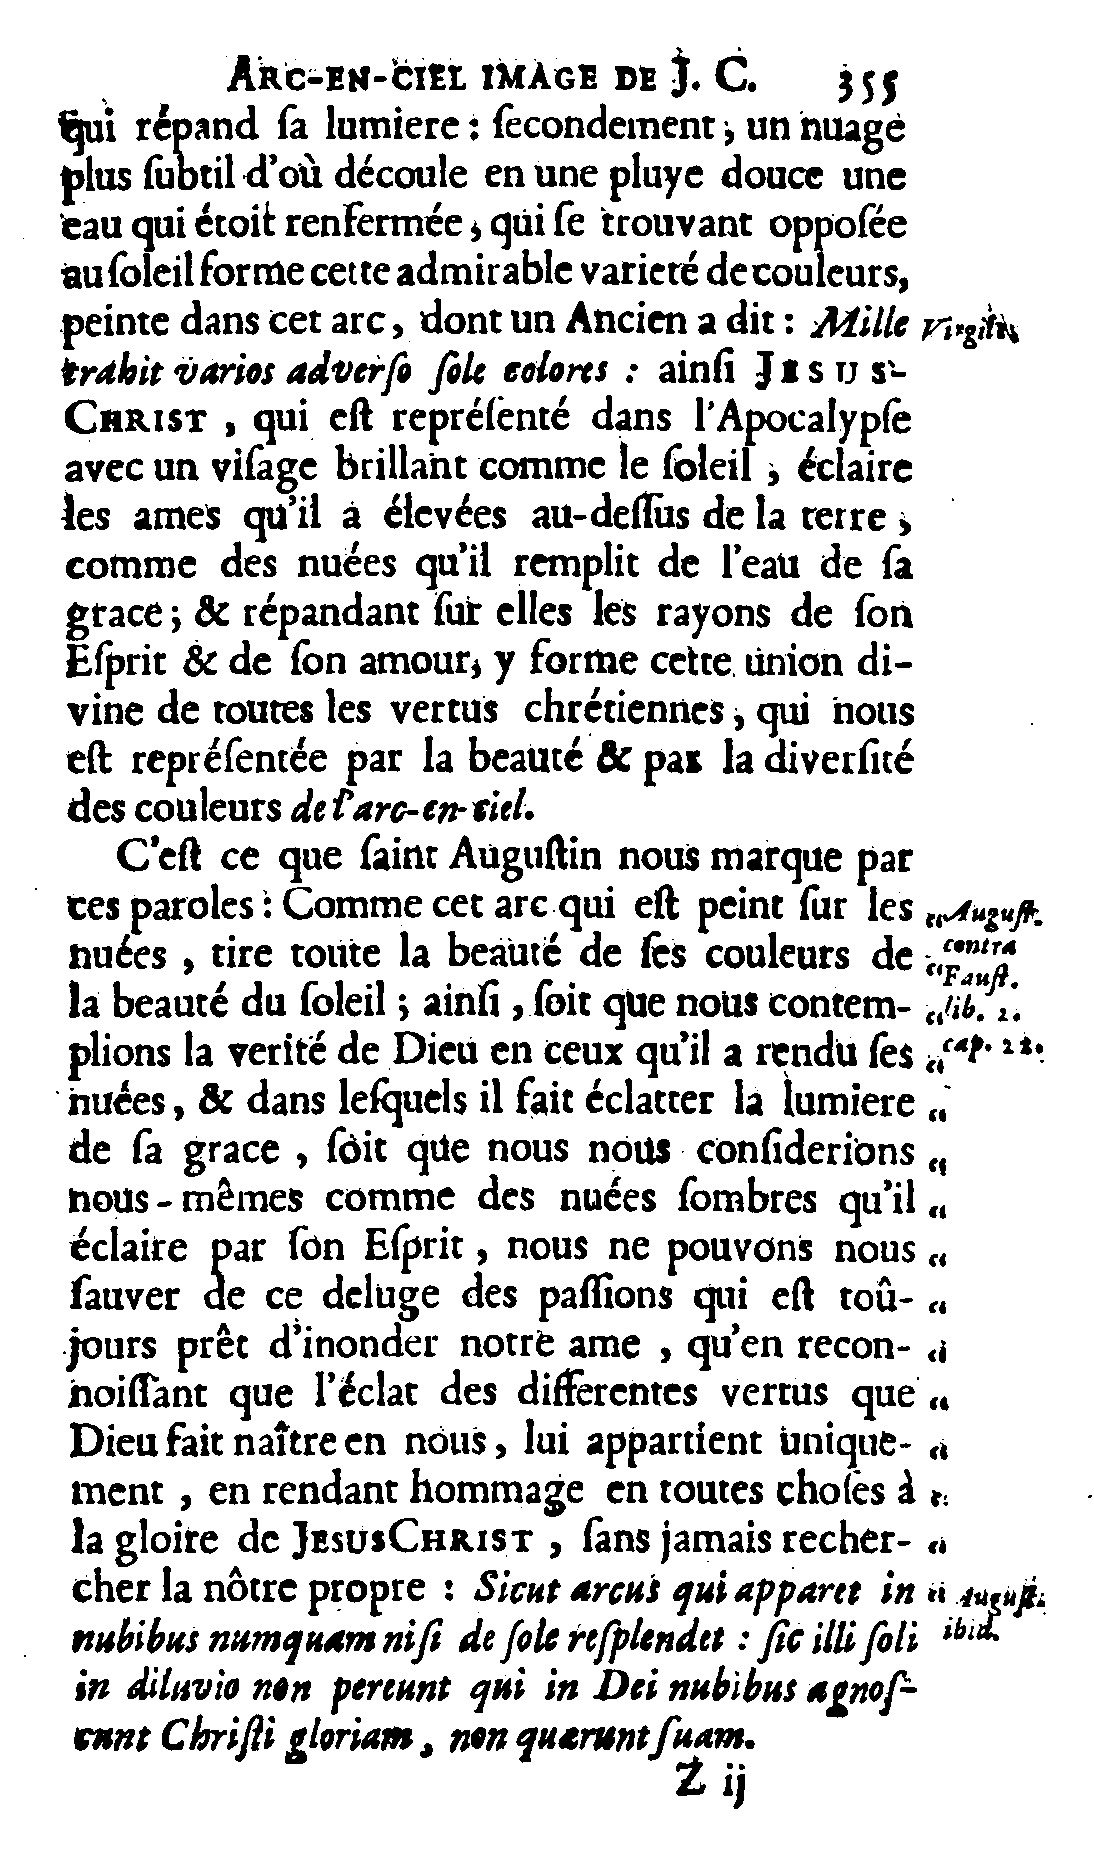 ARC-EN-CIEL IMAGE DE J. C. 355
qui répand ſa lumiere : ſecondement, un nuage
plus ſubtil d'où découle en une pluye douce une
eau qui étoit renfermée, qui ſe trouvant oppoſée
au ſoleil forme cette admirable varieté de couleurs,
peinte dans cet arc, dont un Ancien a dit : Mille Virgilius
trahit varios adverſo ſole colores : ainſi JESUS-
CHRIST, qui eſt repréſenté dans l'Apocalypſe
avec un viſage brillant comme le ſoleil, éclaire
les ames qu'il a élevées au-deſſus de la terre,
comme des nuées qu'il remplit de l'eau de ſa
grace; & répandant ſur elles les rayons de ſon
Eſprit & de ſon amour, y forme cette union di-
vine de toutes les vertus chrétiennes, qui nous
eſt repréſentée par la beauté & par la diverſité
des couleurs de l'arc-en-ciel.
C'eſt ce que ſaint Auguſtin nous marque par
ces paroles : Comme cet arc qui eſt peint ſur les “ Auguſt.
nuées, tire toute la beauté de ſes couleurs de contra
“ Fauſt.
la beauté du ſoleil ; ainſi, ſoit que nous contem- “ lib. 2.
plions la verité de Dieu en ceux qu'il a rendu ſes “ cap. 22.
nuées, & dans leſquels il fait éclatter la lumiere “
de ſa grace, ſoit que nous nous conſiderions “
nous-mêmes comme des nuées ſombres qu'il “
éclaire par ſon Eſprit, nous ne pouvons nous “
ſauver de ce deluge des paſſions qui eſt toû- “
jours prêt d'inonder notre ame, qu'en recon- “
noiſſant que l'éclat des differentes vertus que “
Dieu fait naître en nous, lui appartient unique- “
ment, en rendant hommage en toutes choſes à “
la gloire de JESUSCHRIST, ſans jamais recher- “
cher la nôtre propre : Sicut arcus qui apparet in “ Auguſt.
nubibus numquam niſi de ſole reſplendet : ſic illi ſoli ibid.
in diluvio non pereunt qui in Dei nubibus agnoſ-
cunt Chriſti gloriam, non quærunt ſuam.
Z ij